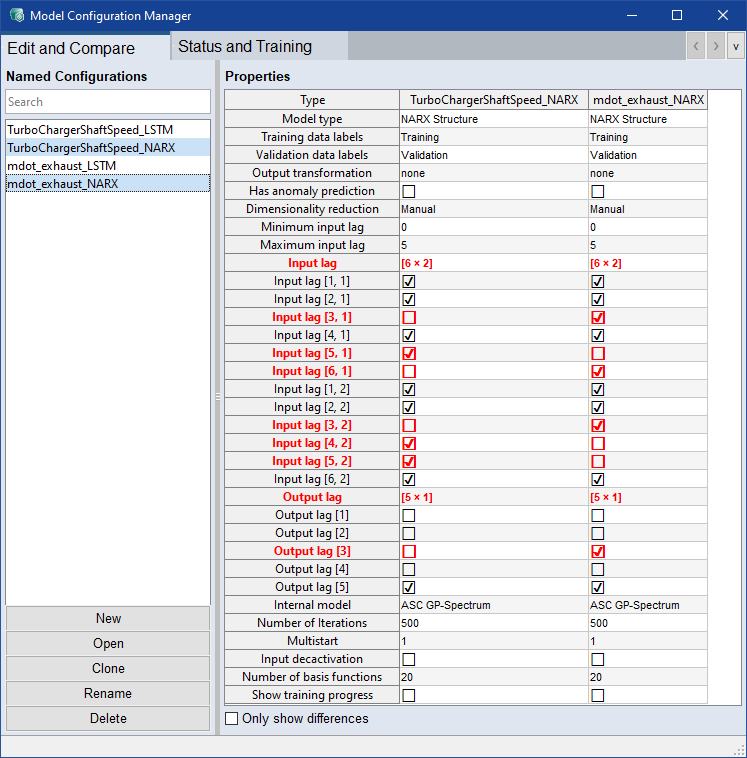 Model Configuration Manager
Edit and Compare
Status and Training
Named Configurations
Search
TurboChargerShaftSpeed_LSTM
TurboChargerShaftSpeed_NARX
mdot_exhaust_LSTM
mdot_exhaust_NARX
New
Open
Clone
Rename
Delete
Properties
Type TurboChargerShaftSpeed_NARX mdot_exhaust_NARX
Model type NARX Structure NARX Structure
Training data labels Training Training
Validation data labels Validation Validation
Output transformation none none
Has anomaly prediction
Dimensionality reduction Manual Manual
Minimum input lag 0 0
Maximum input lag 5 5
Input lag [6 × 2] [6 × 2]
Input lag [1, 1]
Input lag [2, 1]
Input lag [3, 1]
Input lag [4, 1]
Input lag [5, 1]
Input lag [6, 1]
Input lag [1, 2]
Input lag [2, 2]
Input lag [3, 2]
Input lag [4, 2]
Input lag [5, 2]
Input lag [6, 2]
Output lag [5 × 1] [5 × 1]
Output lag [1]
Output lag [2]
Output lag [3]
Output lag [4]
Output lag [5]
Internal model ASC GP-Spectrum ASC GP-Spectrum
Number of Iterations 500 500
Multistart 1 1
Input decactivation
Number of basis functions 20 20
Show training progress
Only show differences